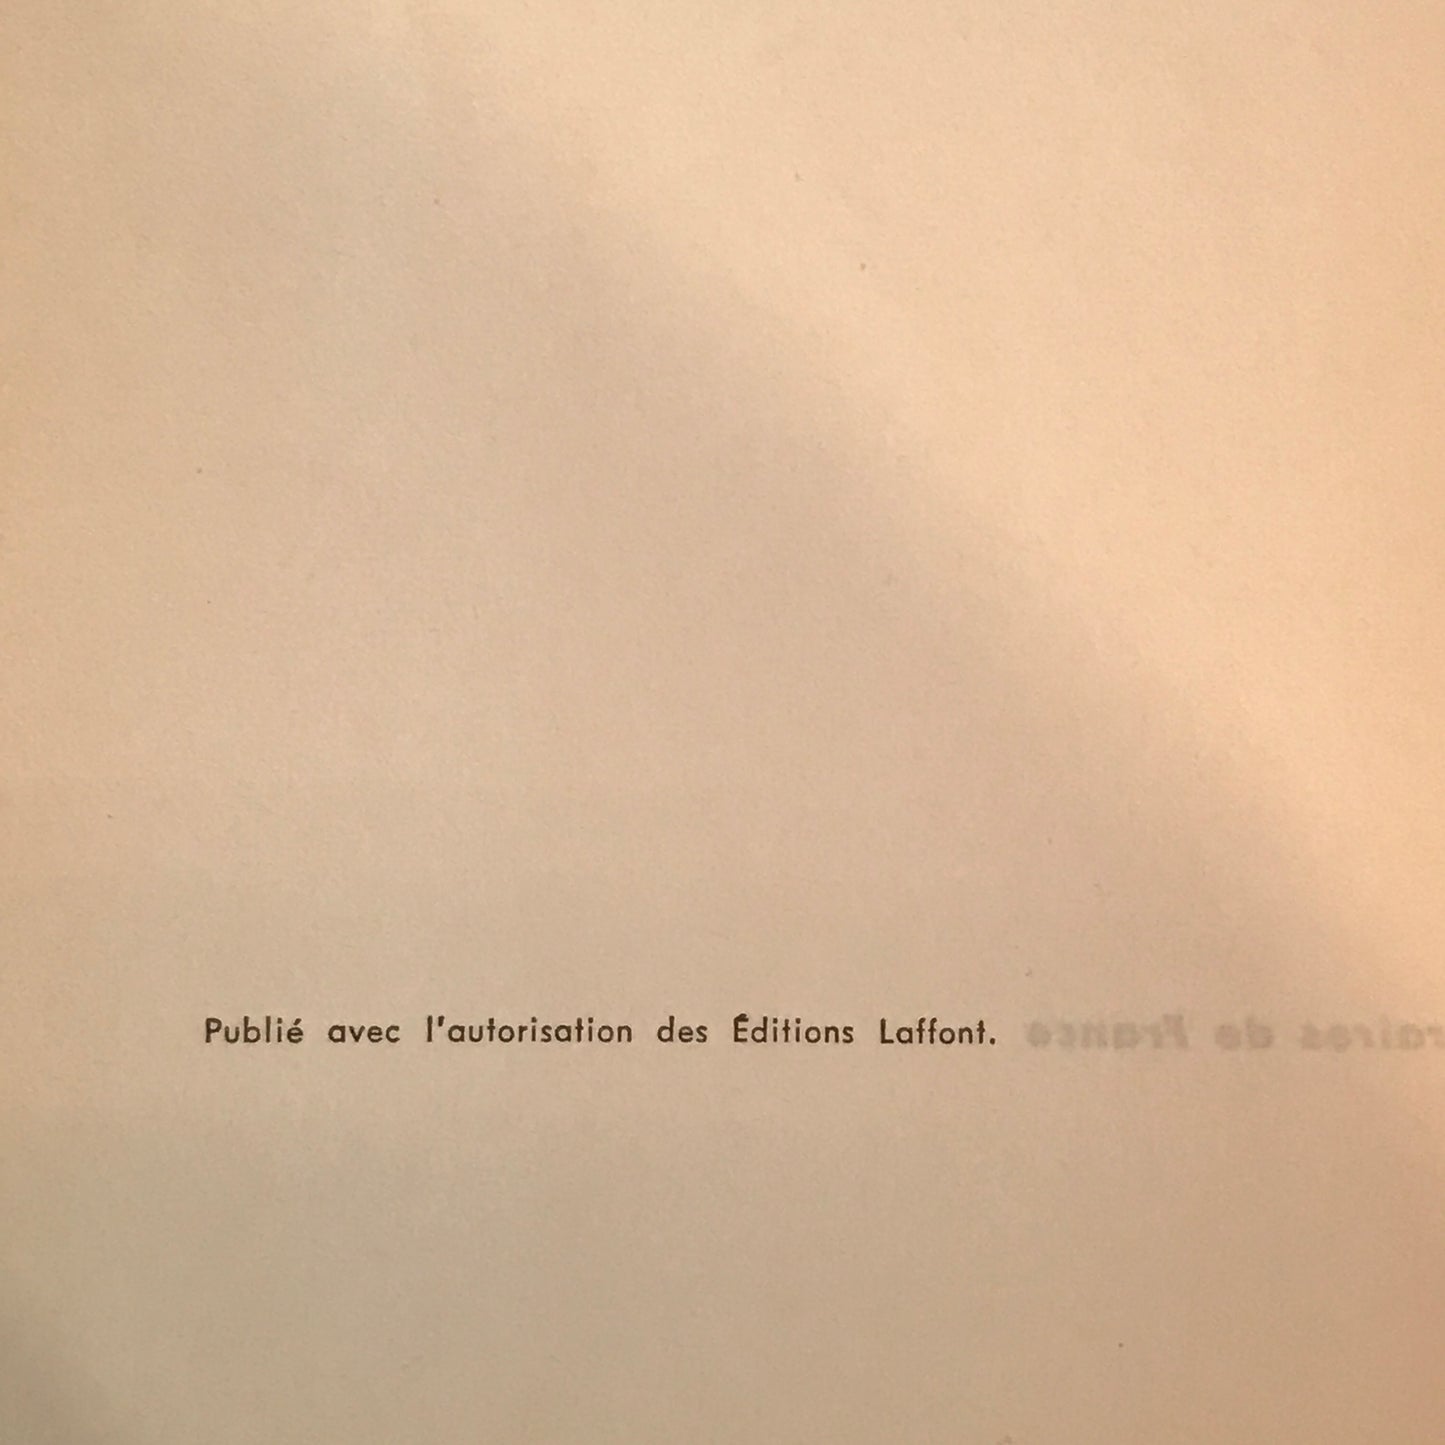 Publié avec l'autorisation des Éditions Laffont.